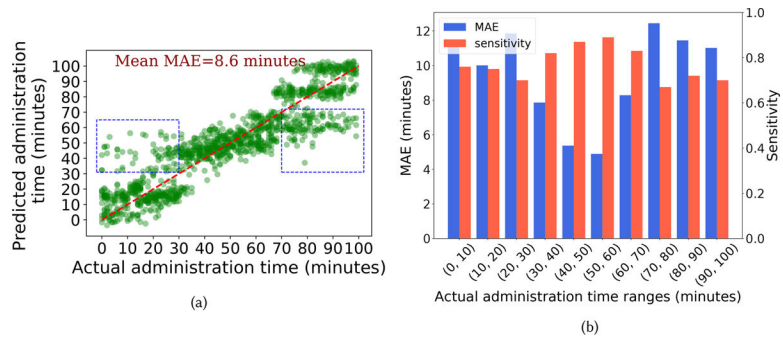 Mean MAE=8.6 minutes
Predicted administration
time (minutes)
100
90
80
70
60
50
40
30
20
10
0
0 10 20 30 40 50 60 70 80 90 100
Actual administration time (minutes)
(a)
MAE
sensitivity
MAE (minutes)
12
10
8
6
4
2
0
1.0
0.8
0.6
0.4
0.2
0.0
Sensitivity
(0, 10) (10, 20) (20, 30) (30, 40) (40, 50) (50, 60) (60, 70) (70, 80) (80, 90) (90, 100)
Actual administration time ranges (minutes)
(b)